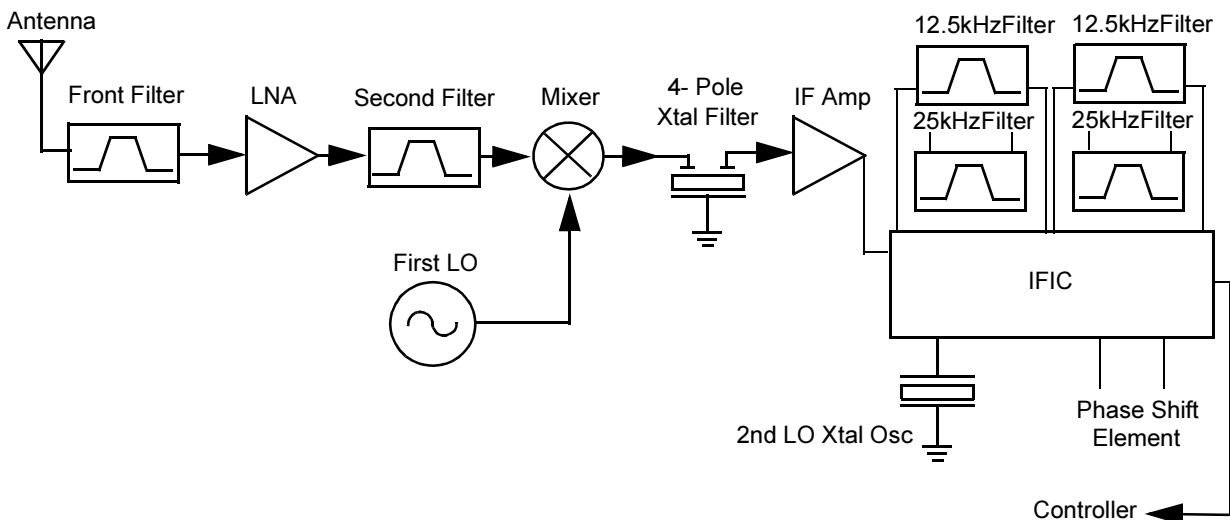 Antenna
Front Filter
LNA
Second Filter
Mixer
4- Pole
Xtal Filter
IF Amp
12.5kHzFilter
12.5kHzFilter
25kHzFilter
25kHzFilter
First LO
IFIC
2nd LO Xtal Osc
Phase Shift
Element
Controller